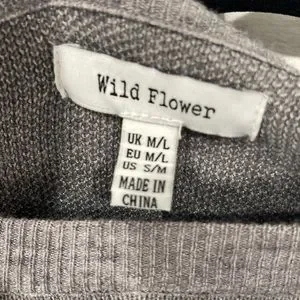 Wild Flower
UK M/L
EU M/L
US S/M
MADE IN
CHINA